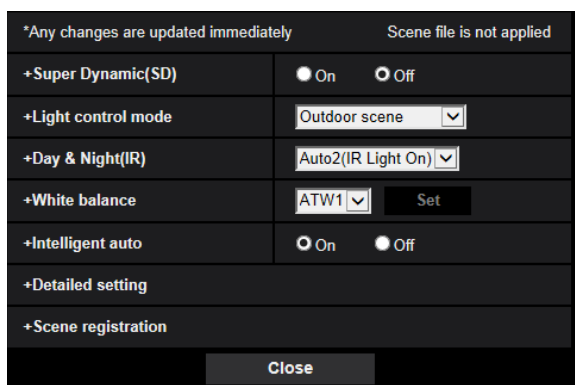 *Any changes are updated immediately Scene file is not applied
+Super Dynamic(SD) On Off
+Light control mode Outdoor scene
+Day & Night(IR) Auto2(IR Light On)
+White balance ATW1 Set
+Intelligent auto On Off
+Detailed setting
+Scene registration
Close